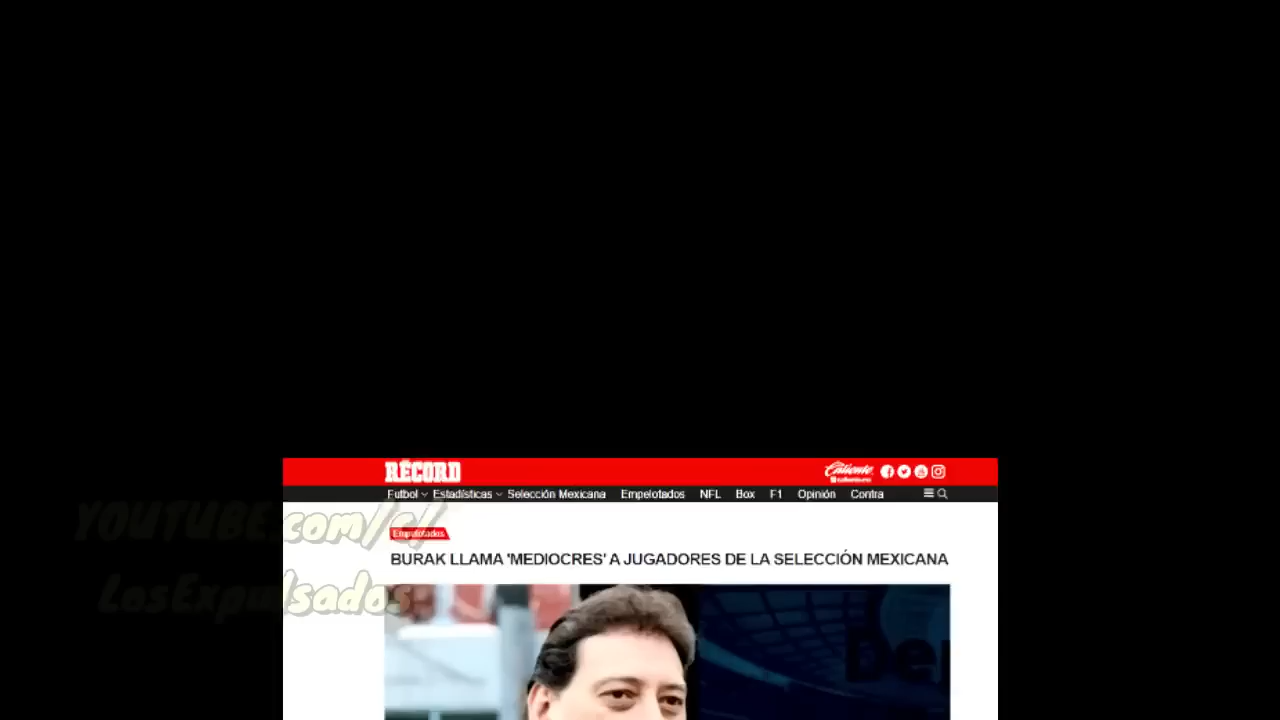 RÉCORD
Caliente
Futbol Estadísticas Selección Mexicana Empelotados NFL Box F1 Opinión Contra
Empelotados
BURAK LLAMA 'MEDIOCRES' A JUGADORES DE LA SELECCIÓN MEXICANA
YOUTUBE.com/c/
LosExpulsados